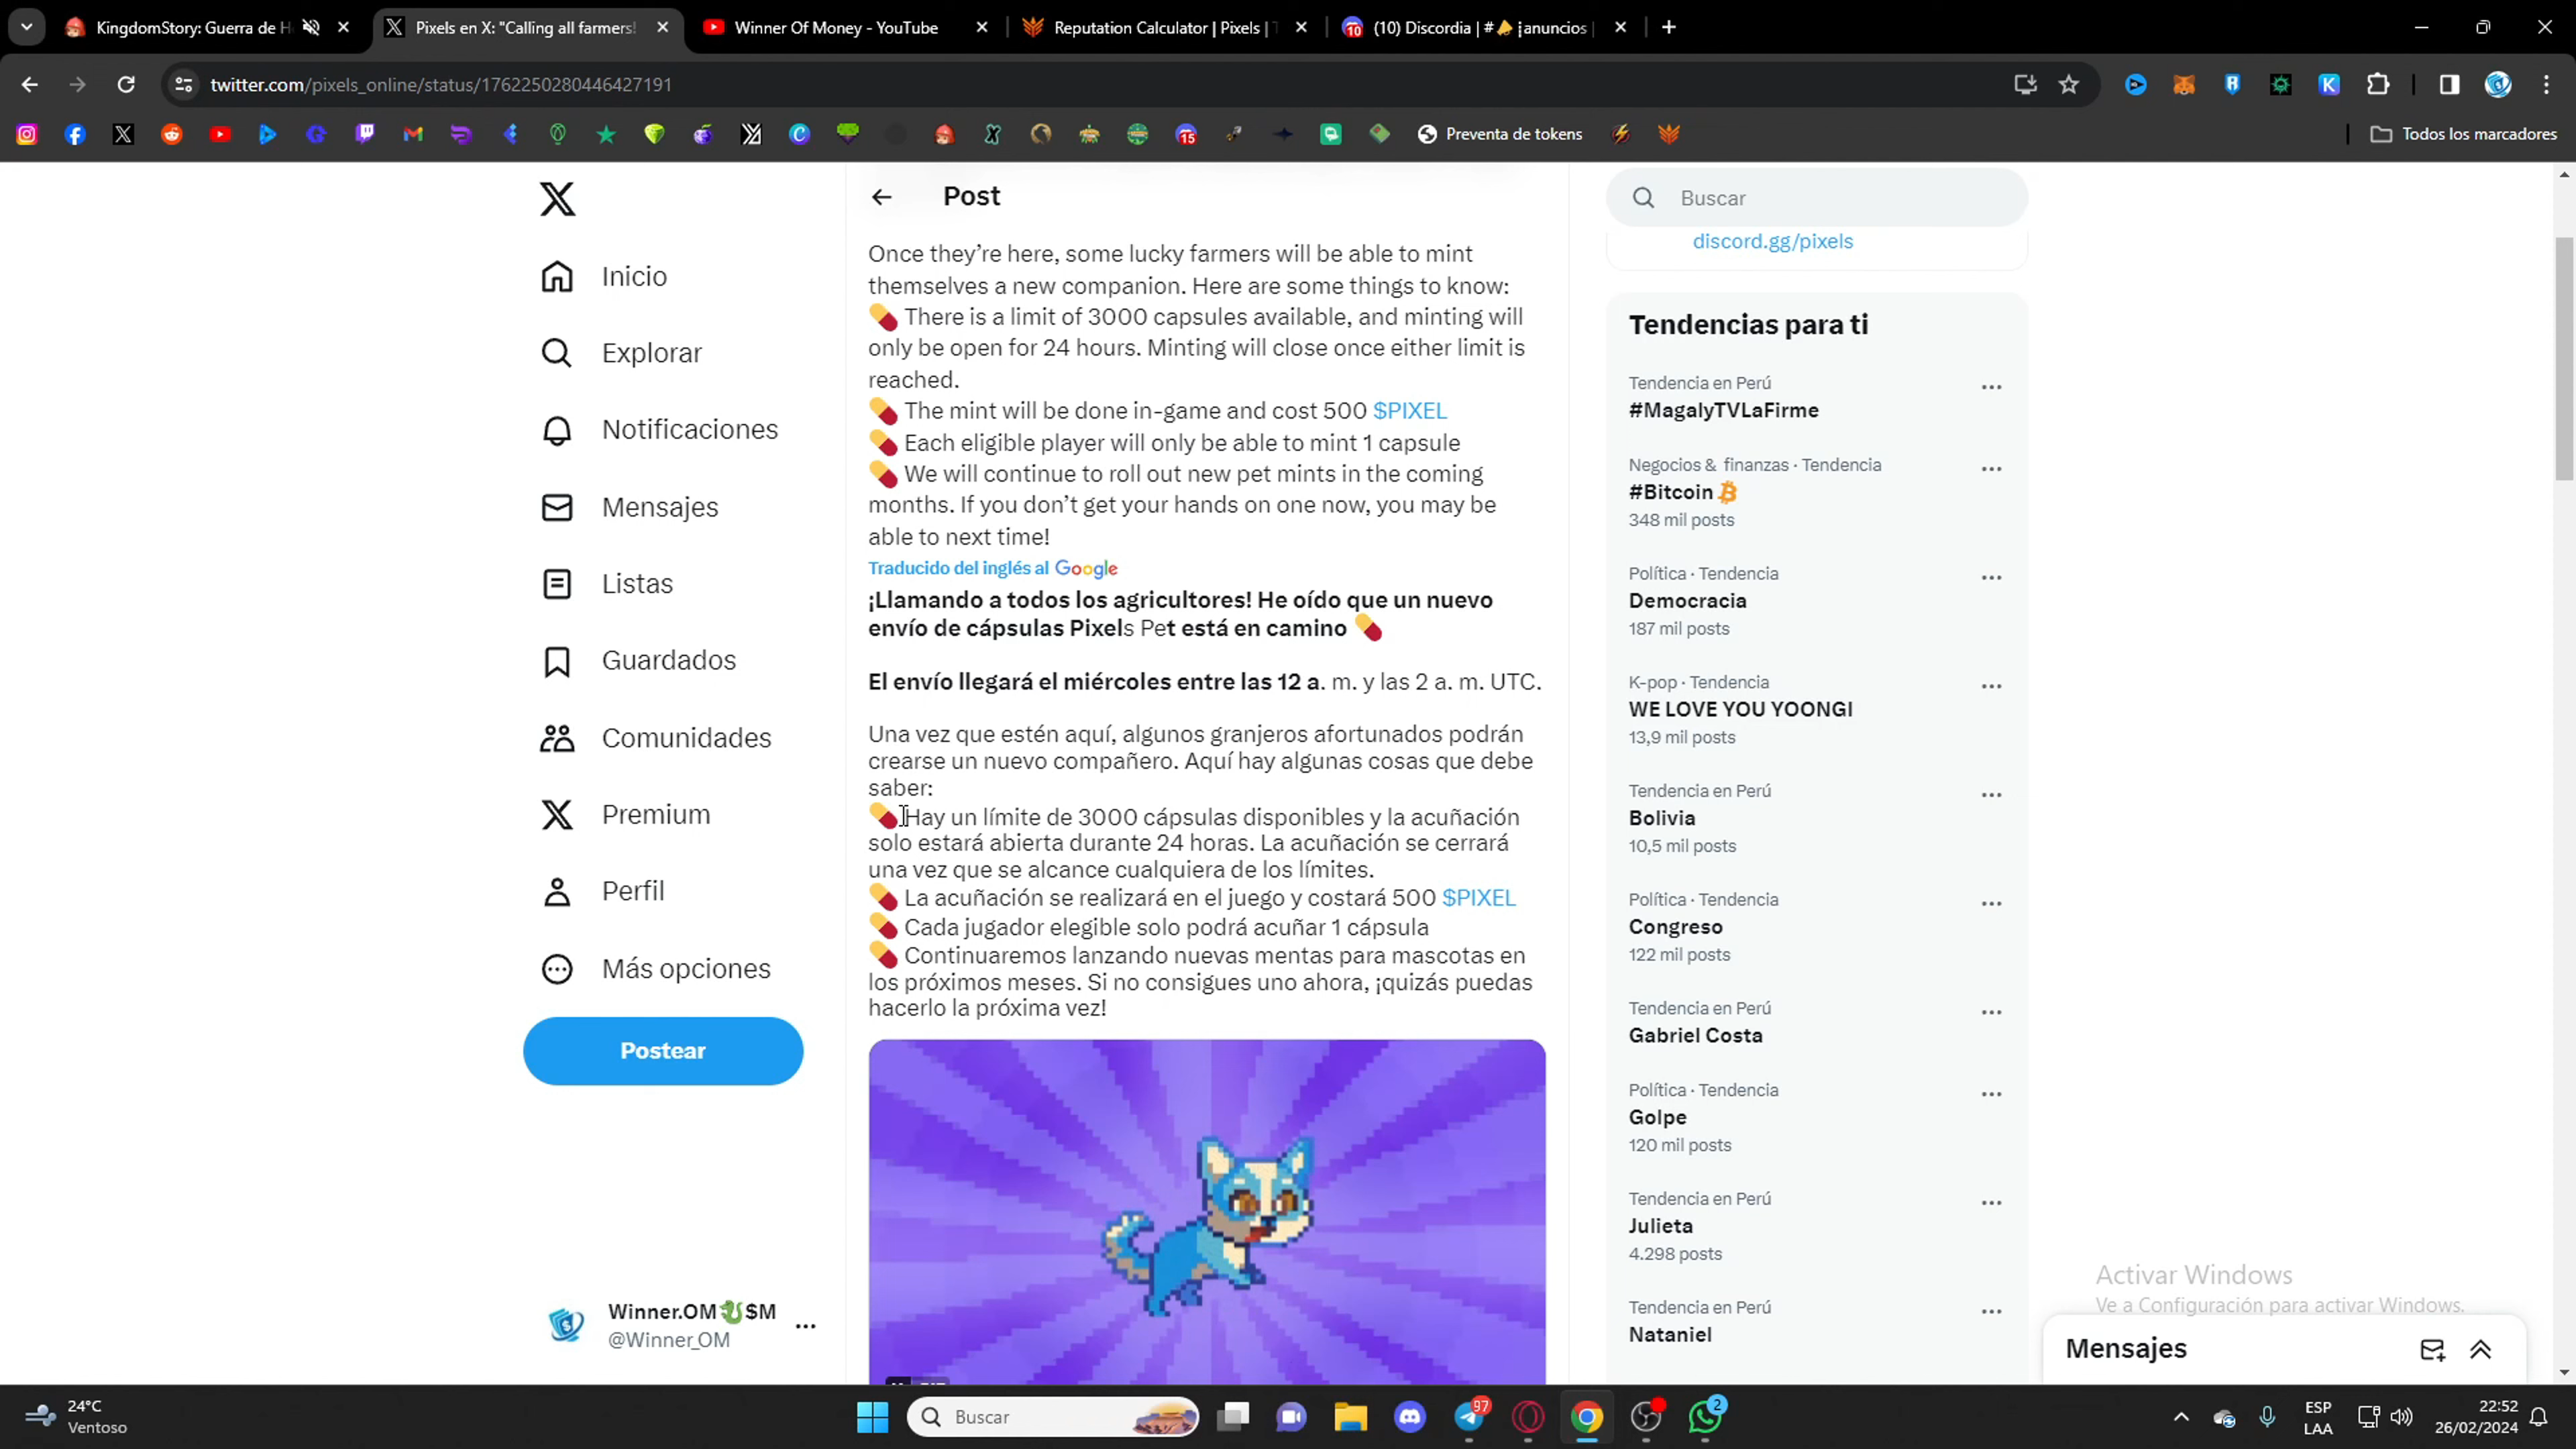 KingdomStory: Guerra de H
Pixels en X: "Calling all farmers!
Winner Of Money - YouTube
Reputation Calculator | Pixels | T
(10) Discordia | #📣 ¡anuncios |
twitter.com/pixels_online/status/1762250280446427191
Preventa de tokens
Todos los marcadores
Inicio
Explorar
Notificaciones
Mensajes
Listas
Guardados
Comunidades
Premium
Perfil
Más opciones
Postear
Winner.OM🐉$M
@Winner_OM
Post
Once they're here, some lucky farmers will be able to mint
themselves a new companion. Here are some things to know:
💊 There is a limit of 3000 capsules available, and minting will
only be open for 24 hours. Minting will close once either limit is
reached.
💊 The mint will be done in-game and cost 500 $PIXEL
💊 Each eligible player will only be able to mint 1 capsule
💊 We will continue to roll out new pet mints in the coming
months. If you don't get your hands on one now, you may be
able to next time!
Traducido del inglés al Google
¡Llamando a todos los agricultores! He oído que un nuevo
envío de cápsulas Pixels Pet está en camino 💊
El envío llegará el miércoles entre las 12 a. m. y las 2 a. m. UTC.
Una vez que estén aquí, algunos granjeros afortunados podrán
crearse un nuevo compañero. Aquí hay algunas cosas que debe
saber:
💊 Hay un límite de 3000 cápsulas disponibles y la acuñación
solo estará abierta durante 24 horas. La acuñación se cerrará
una vez que se alcance cualquiera de los límites.
💊 La acuñación se realizará en el juego y costará 500 $PIXEL
💊 Cada jugador elegible solo podrá acuñar 1 cápsula
💊 Continuaremos lanzando nuevas mentas para mascotas en
los próximos meses. Si no consigues uno ahora, ¡quizás puedas
hacerlo la próxima vez!
Buscar
discord.gg/pixels
Tendencias para ti
Tendencia en Perú
#MagalyTVLaFirme
Negocios & finanzas · Tendencia
#Bitcoin
348 mil posts
Política · Tendencia
Democracia
187 mil posts
K-pop · Tendencia
WE LOVE YOU YOONGI
13,9 mil posts
Tendencia en Perú
Bolivia
10,5 mil posts
Política · Tendencia
Congreso
122 mil posts
Tendencia en Perú
Gabriel Costa
Política · Tendencia
Golpe
120 mil posts
Tendencia en Perú
Julieta
4.298 posts
Tendencia en Perú
Nataniel
Activar Windows
Ve a Configuración para activar Windows.
Mensajes
24°C
Ventoso
Buscar
97
2
ESP
LAA
22:52
26/02/2024